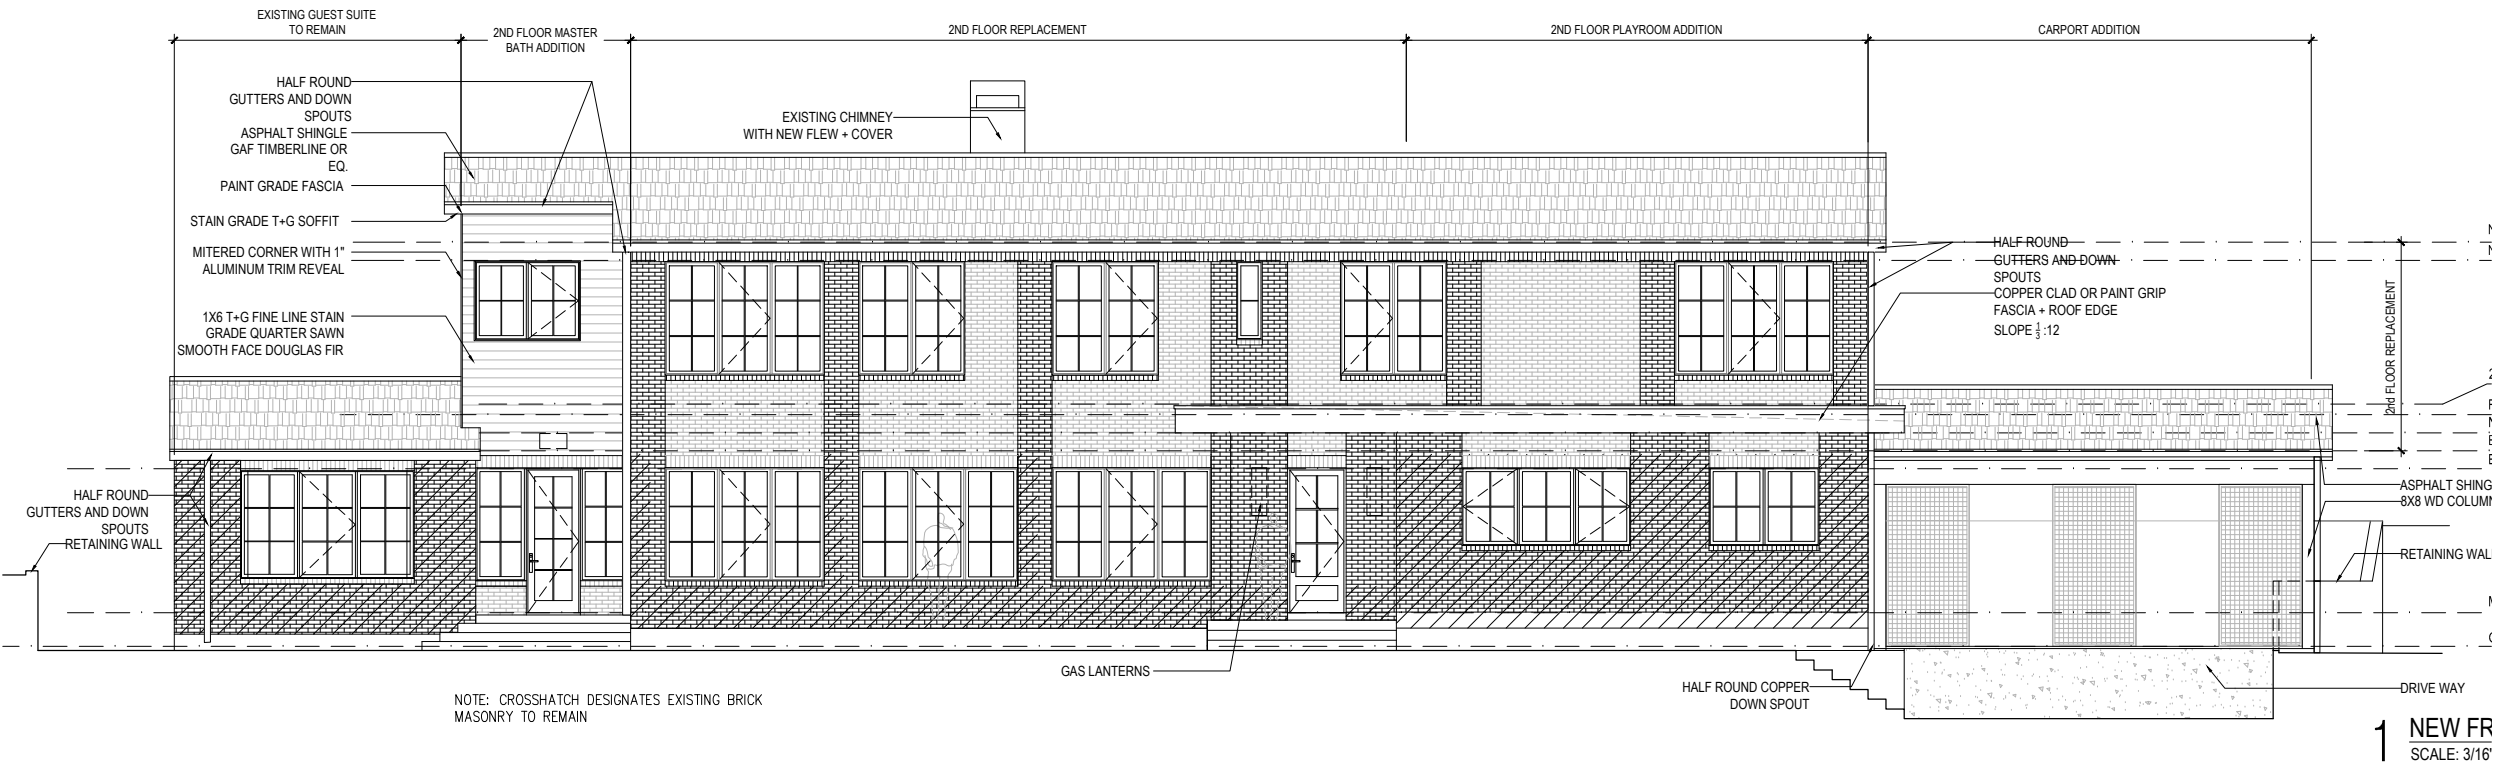 EXISTING GUEST SUITE
TO REMAIN
2ND FLOOR MASTER
BATH ADDITION
2ND FLOOR REPLACEMENT
2ND FLOOR PLAYROOM ADDITION
CARPORT ADDITION
HALF ROUND
GUTTERS AND DOWN
SPOUTS
ASPHALT SHINGLE
GAF TIMBERLINE OR
EQ.
PAINT GRADE FASCIA
STAIN GRADE T+G SOFFIT
MITERED CORNER WITH 1"
ALUMINUM TRIM REVEAL
1X6 T+G FINE LINE STAIN
GRADE QUARTER SAWN
SMOOTH FACE DOUGLAS FIR
EXISTING CHIMNEY
WITH NEW FLEW + COVER
HALF ROUND
GUTTERS AND DOWN
SPOUTS
COPPER CLAD OR PAINT GRIP
FASCIA + ROOF EDGE
SLOPE 1/3 :12
2nd FLOOR REPLACEMENT
HALF ROUND
GUTTERS AND DOWN
SPOUTS
RETAINING WALL
ASPHALT SHING
8X8 WD COLUM
RETAINING WAL
GAS LANTERNS
HALF ROUND COPPER
DOWN SPOUT
DRIVE WAY
NOTE: CROSSHATCH DESIGNATES EXISTING BRICK
MASONRY TO REMAIN
1 NEW FR
SCALE: 3/16"